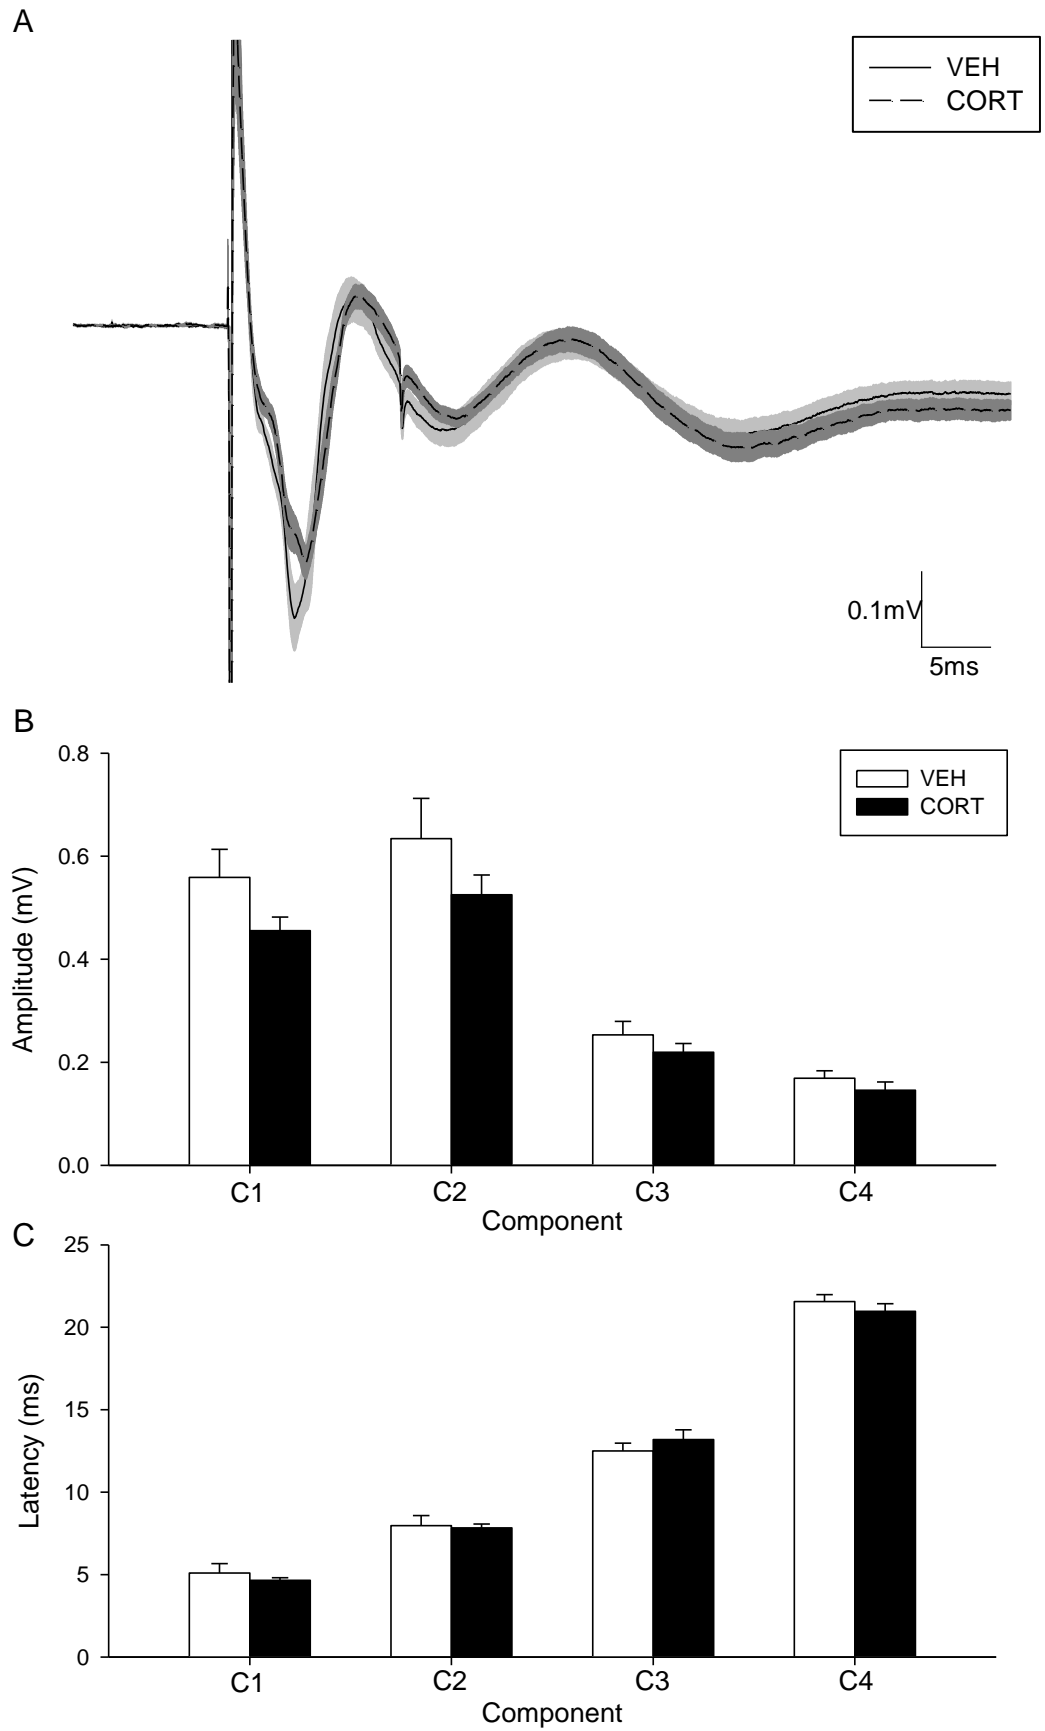 A
VEH
CORT
0.1mV
5ms
B
0.8
0.6
0.4
0.2
0.0
Amplitude (mV)
VEH
CORT
C1 C2 C3 C4
Component
C
25
20
15
10
5
0
Latency (ms)
C1 C2 C3 C4
Component